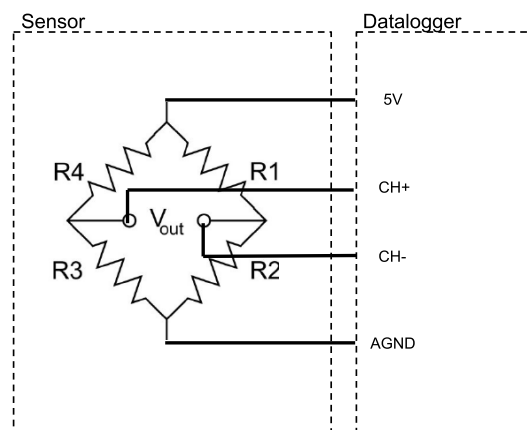 Sensor
Datalogger
5V
R4
R1
CH+
Vout
R3
R2
CH-
AGND